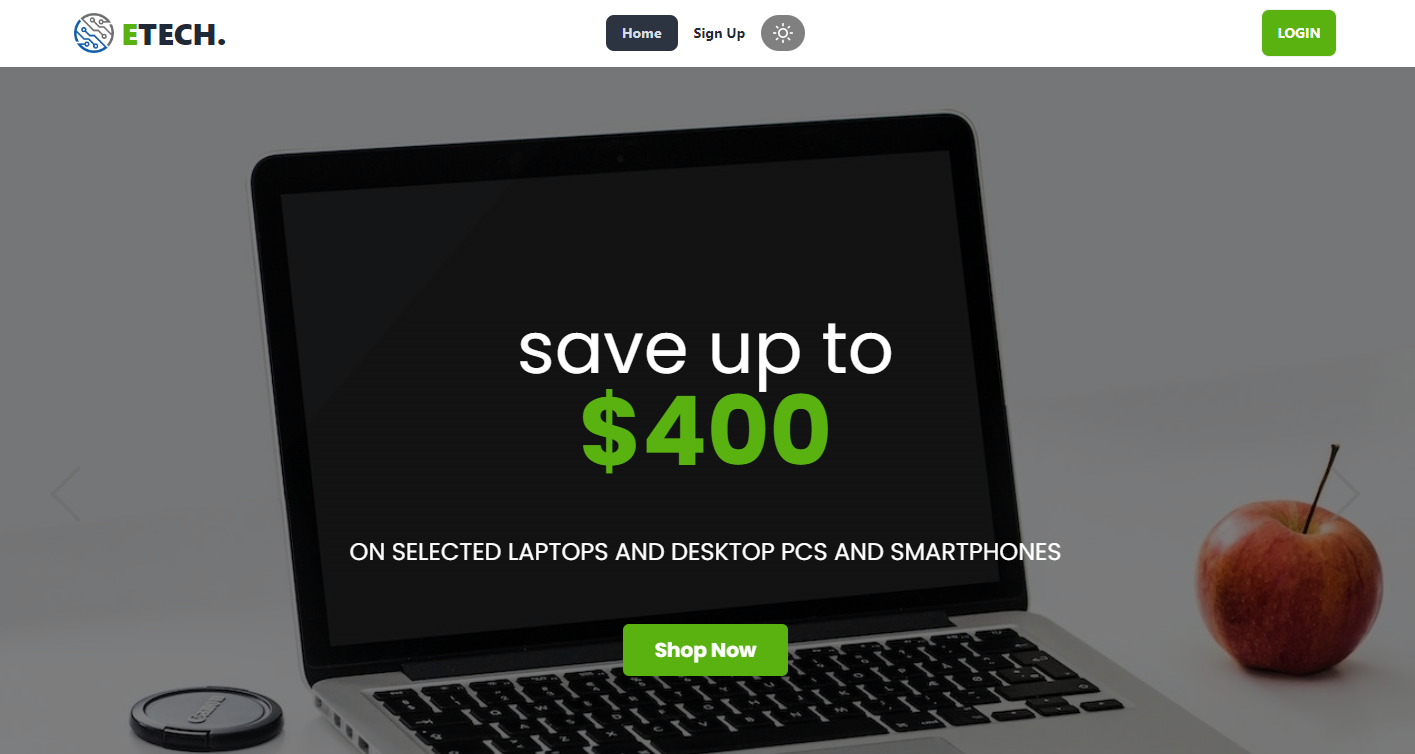 ETECH.
Home
Sign Up
LOGIN
save up to
$400
ON SELECTED LAPTOPS AND DESKTOP PCS AND SMARTPHONES
Shop Now